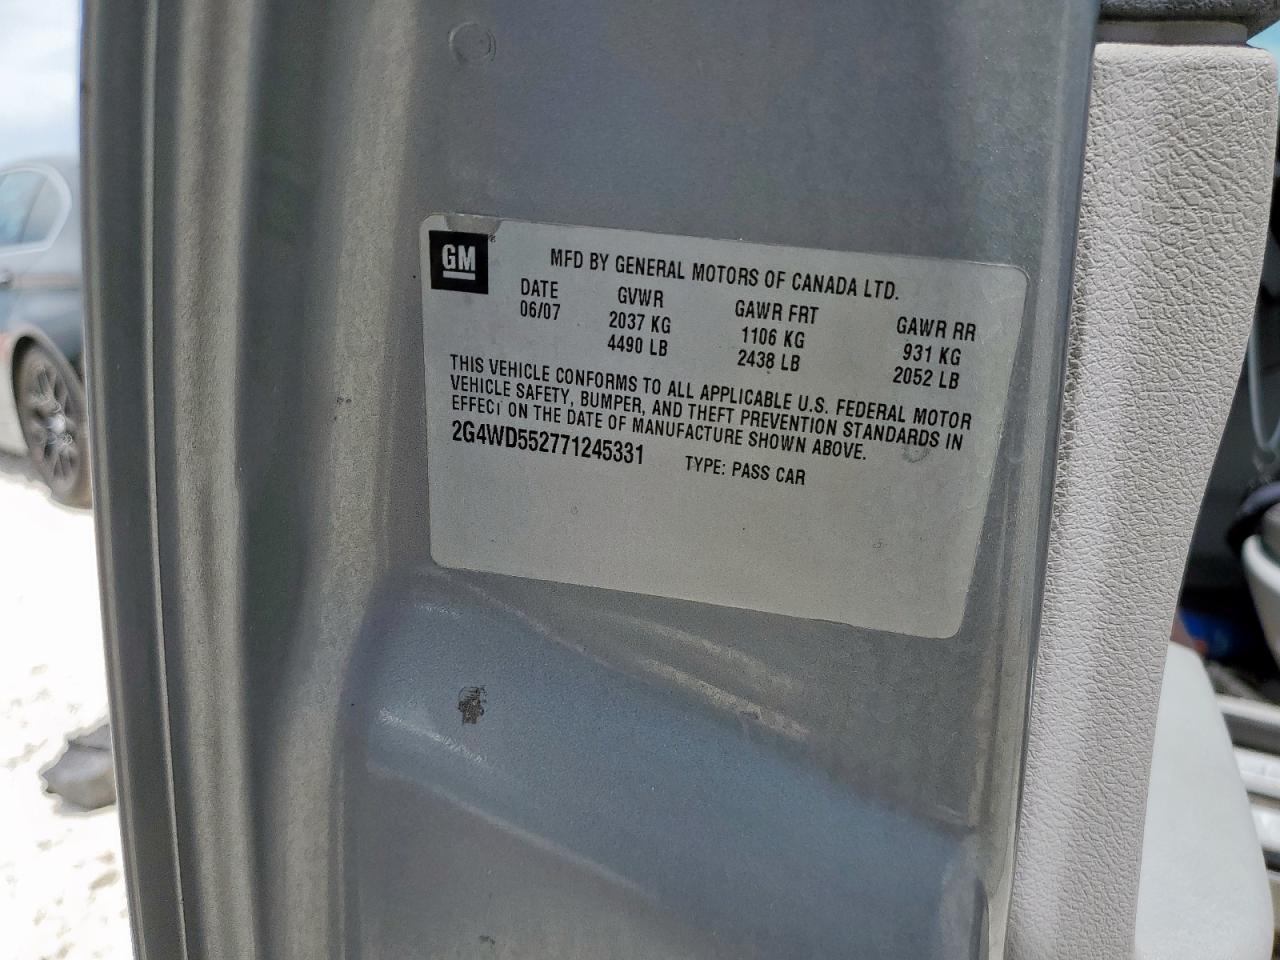 GM
MFD BY GENERAL MOTORS OF CANADA LTD.
DATE GVWR GAWR FRT GAWR RR
06/07 2037 KG 1106 KG 931 KG
4490 LB 2438 LB 2052 LB
THIS VEHICLE CONFORMS TO ALL APPLICABLE U.S. FEDERAL MOTOR
VEHICLE SAFETY, BUMPER, AND THEFT PREVENTION STANDARDS IN
EFFECT ON THE DATE OF MANUFACTURE SHOWN ABOVE.
2G4WD552771245331 TYPE: PASS CAR